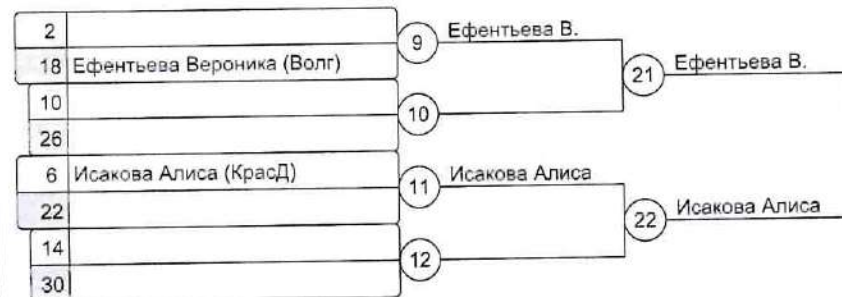 2
9 Ефентьева В.
18 Ефентьева Вероника (Волг)
21 Ефентьева В.
10
10
26
6 Исакова Алиса (КрасД)
11 Исакова Алиса
22
22 Исакова Алиса
14
12
30